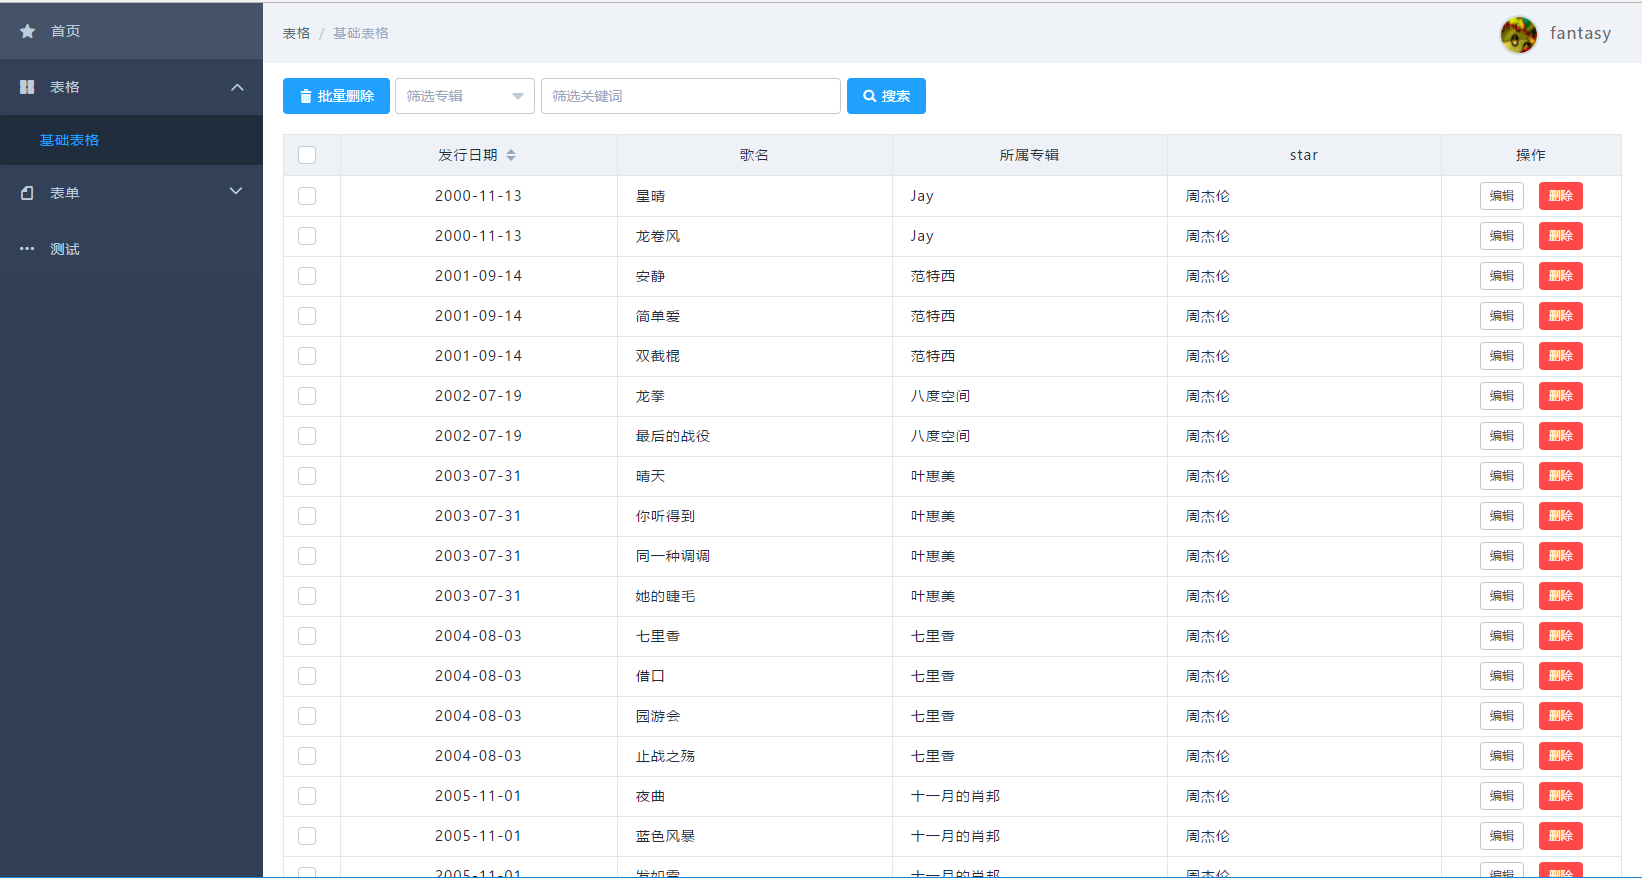 首页
表格
基础表格
表单
测试
表格 / 基础表格
fantasy
批量删除 筛选专辑 筛选关键词 搜索
发行日期 歌名 所属专辑 star 操作
2000-11-13 星晴 Jay 周杰伦 编辑 删除
2000-11-13 龙卷风 Jay 周杰伦 编辑 删除
2001-09-14 安静 范特西 周杰伦 编辑 删除
2001-09-14 简单爱 范特西 周杰伦 编辑 删除
2001-09-14 双截棍 范特西 周杰伦 编辑 删除
2002-07-19 龙拳 八度空间 周杰伦 编辑 删除
2002-07-19 最后的战役 八度空间 周杰伦 编辑 删除
2003-07-31 晴天 叶惠美 周杰伦 编辑 删除
2003-07-31 你听得到 叶惠美 周杰伦 编辑 删除
2003-07-31 同一种调调 叶惠美 周杰伦 编辑 删除
2003-07-31 她的睫毛 叶惠美 周杰伦 编辑 删除
2004-08-03 七里香 七里香 周杰伦 编辑 删除
2004-08-03 借口 七里香 周杰伦 编辑 删除
2004-08-03 园游会 七里香 周杰伦 编辑 删除
2004-08-03 止战之殇 七里香 周杰伦 编辑 删除
2005-11-01 夜曲 十一月的肖邦 周杰伦 编辑 删除
2005-11-01 蓝色风暴 十一月的肖邦 周杰伦 编辑 删除
2005-11-01 发如雪 十一月的肖邦 周杰伦 编辑 删除